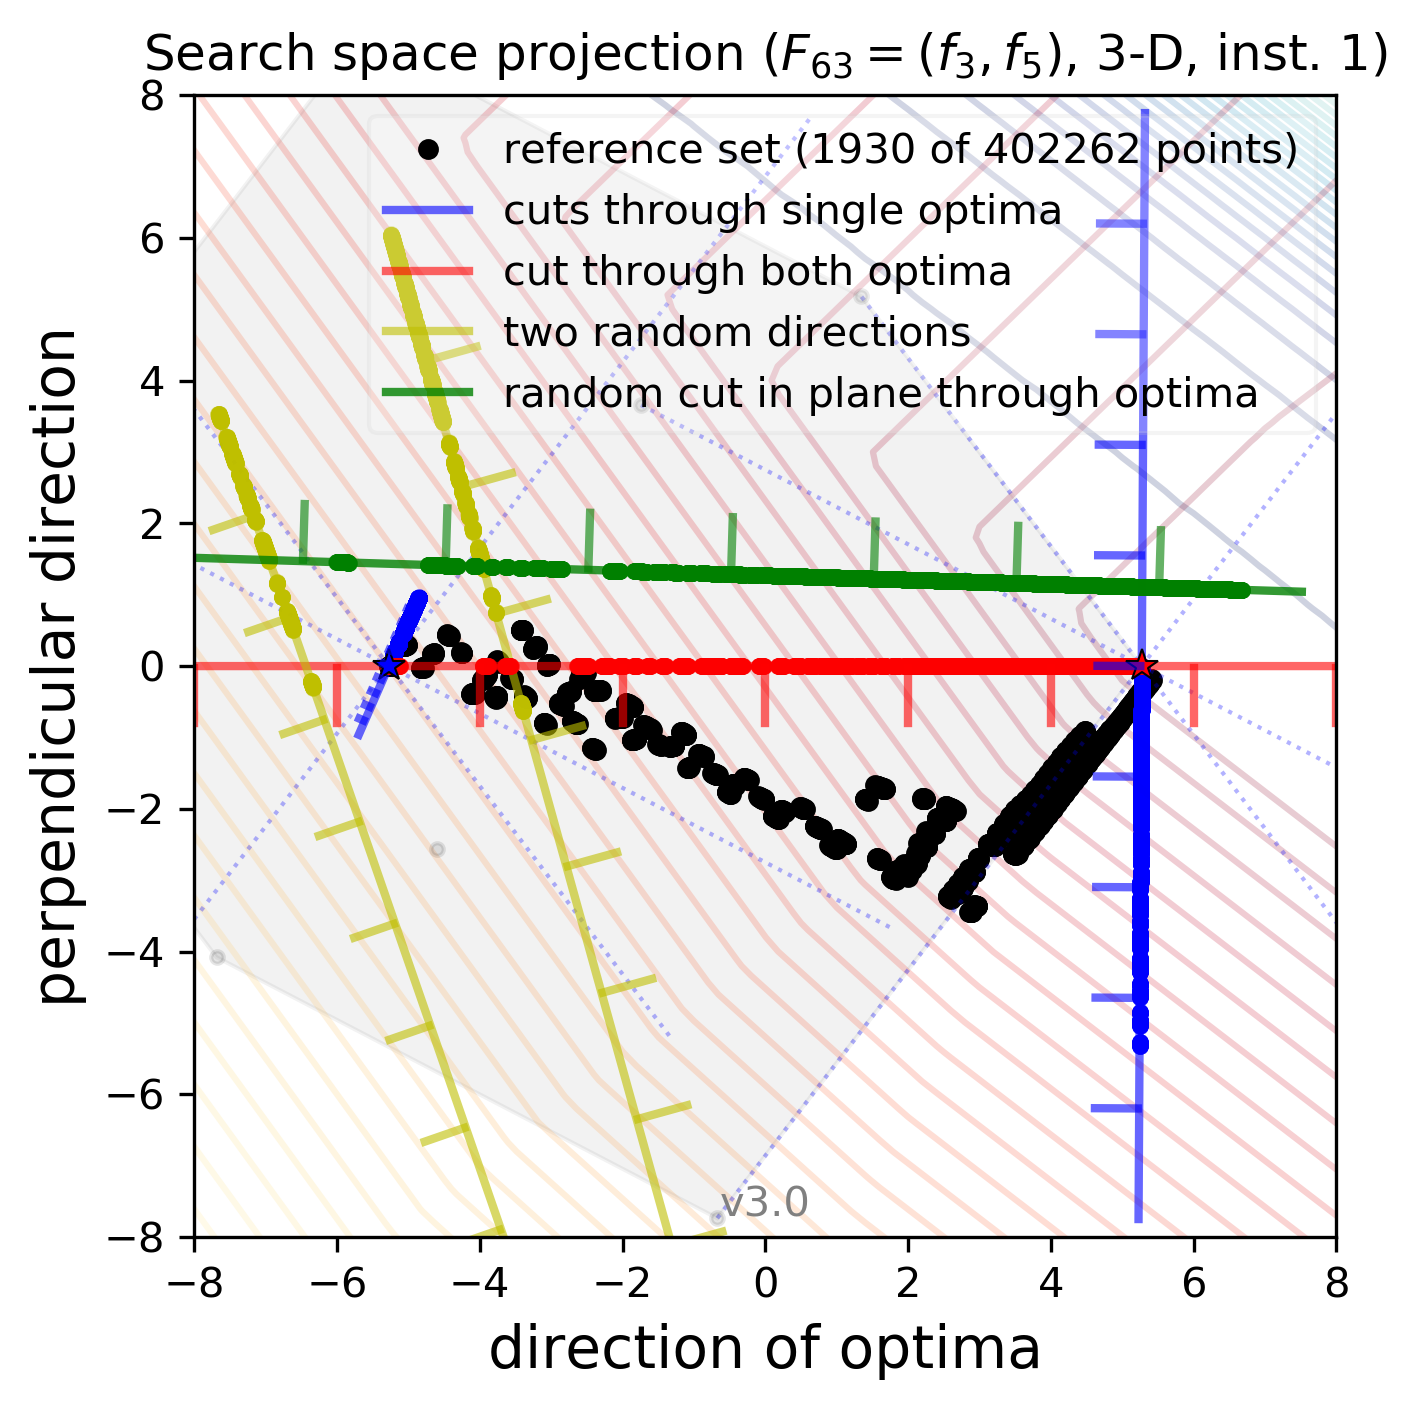 Search space projection (F₆₃ = (f₃, f₅), 3-D, inst. 1)
reference set (1930 of 402262 points)
cuts through single optima
cut through both optima
two random directions
random cut in plane through optima
perpendicular direction
8
6
4
2
0
−2
−4
−6
−8
v3.0
−8 −6 −4 −2 0 2 4 6 8
direction of optima